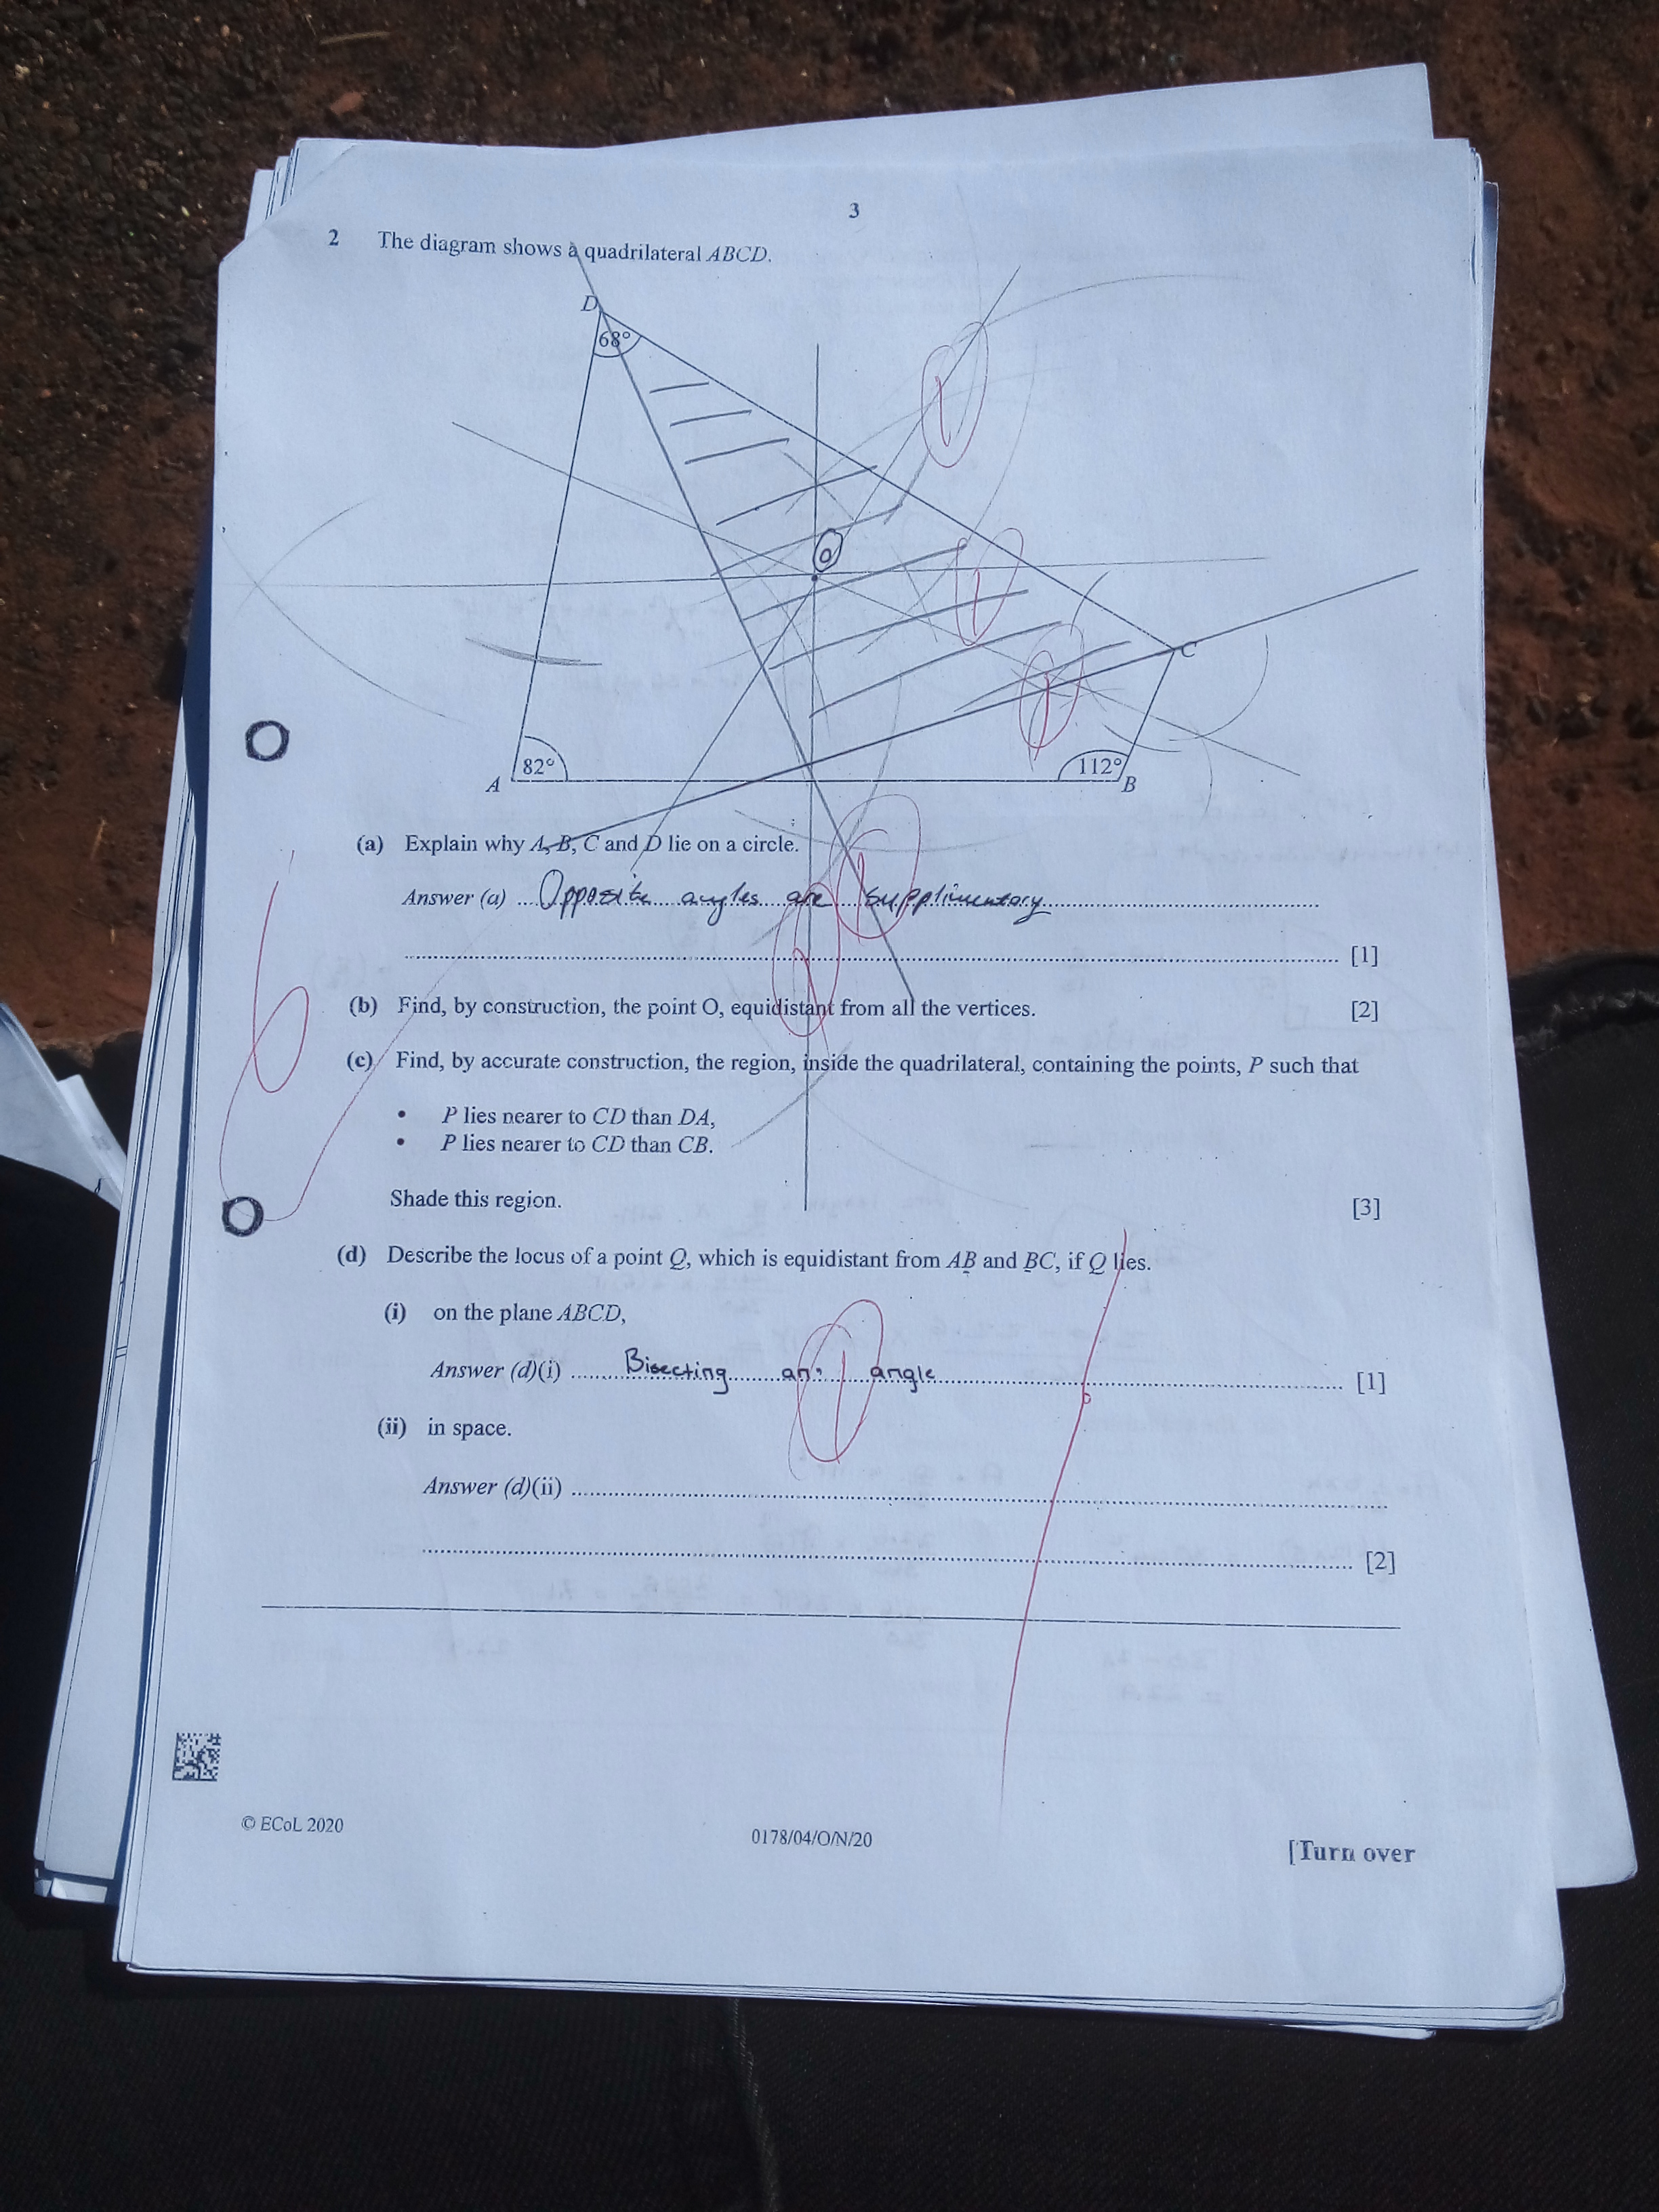 3
2 The diagram shows a quadrilateral ABCD.
D
68°
O
C
A 82° 112° B
(a) Explain why A, B, C and D lie on a circle.
Answer (a) Opposite angles are supplimentary
[1]
(b) Find, by construction, the point O, equidistant from all the vertices. [2]
(c) Find, by accurate construction, the region, inside the quadrilateral, containing the points, P such that
• P lies nearer to CD than DA,
• P lies nearer to CD than CB.
Shade this region. [3]
(d) Describe the locus of a point Q, which is equidistant from AB and BC, if Q lies.
(i) on the plane ABCD,
Answer (d)(i) Bisecting an angle [1]
(ii) in space.
Answer (d)(ii)
[2]
© ECoL 2020 0178/04/O/N/20 [Turn over